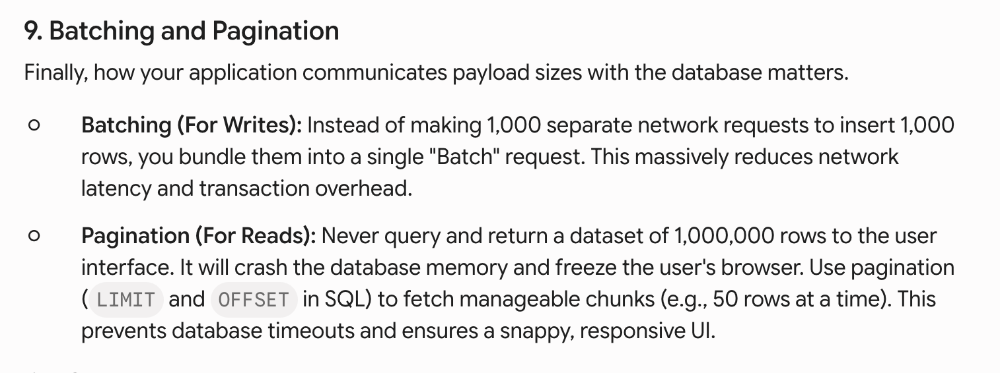 9. Batching and Pagination
Finally, how your application communicates payload sizes with the database matters.
Batching (For Writes): Instead of making 1,000 separate network requests to insert 1,000
rows, you bundle them into a single "Batch" request. This massively reduces network
latency and transaction overhead.
Pagination (For Reads): Never query and return a dataset of 1,000,000 rows to the user
interface. It will crash the database memory and freeze the user's browser. Use pagination
( LIMIT and OFFSET in SQL) to fetch manageable chunks (e.g., 50 rows at a time). This
prevents database timeouts and ensures a snappy, responsive UI.